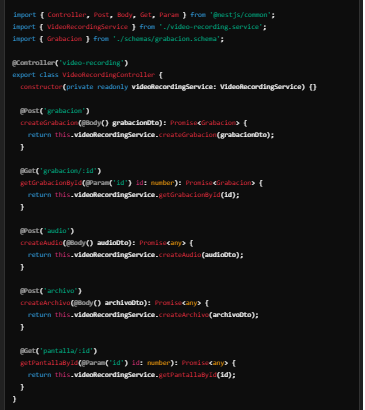 import { Controller, Post, Body, Get, Param } from '@nestjs/common';
import { VideoRecordingService } from './video-recording.service';
import { Grabacion } from './schemas/grabacion.schema';
@Controller('video-recording')
export class VideoRecordingController {
constructor(private readonly videoRecordingService: VideoRecordingService) {}
@Post('grabacion')
createGrabacion(@Body() grabacionDto): Promise<Grabacion> {
return this.videoRecordingService.createGrabacion(grabacionDto);
}
@Get('grabacion/:id')
getGrabacionById(@Param('id') id: number): Promise<Grabacion> {
return this.videoRecordingService.getGrabacionById(id);
}
@Post('audio')
createAudio(@Body() audioDto): Promise<any> {
return this.videoRecordingService.createAudio(audioDto);
}
@Post('archivo')
createArchivo(@Body() archivoDto): Promise<any> {
return this.videoRecordingService.createArchivo(archivoDto);
}
@Get('pantalla/:id')
getPantallaById(@Param('id') id: number): Promise<any> {
return this.videoRecordingService.getPantallaById(id);
}
}